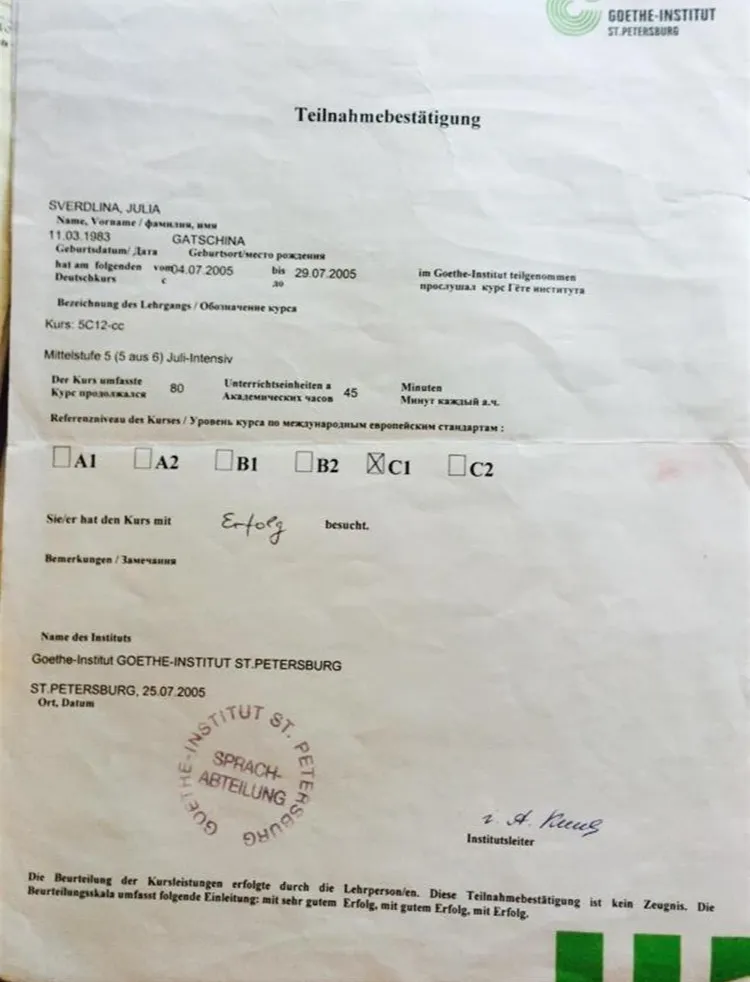 GOETHE-INSTITUT
ST.PETERSBURG
Teilnahmebestätigung
SVERDLINA, JULIA
Name, Vorname / фамилия, имя
11.03.1983 GATSCHINA
Geburtsdatum/ Дата Geburtsort/место рождения
hat am folgenden vom04.07.2005 bis 29.07.2005 im Goethe-Institut teilgenommen
Deutschkurs с до прослушал курс Гёте института
Bezeichnung des Lehrgangs / Обозначение курса
Kurs: 5C12-cc
Mittelstufe 5 (5 aus 6) Juli-Intensiv
Der Kurs umfasste 80 Unterrichtseinheiten a 45 Minuten
Курс продолжался Академических часов Минут каждый а.ч.
Referenzniveau des Kurses / Уровень курса по международным европейским стандартам :
A1 A2 B1 B2 C1 C2
Sie/er hat den Kurs mit Erfolg besucht.
Bemerkungen / Замечания
Name des Instituts
Goethe-Institut GOETHE-INSTITUT ST.PETERSBURG
ST.PETERSBURG, 25.07.2005
Ort, Datum
GOETHE-INSTITUT ST. PETERSBURG
SPRACH-
ABTEILUNG
i. A.
Institutsleiter
Die Beurteilung der Kursleistungen erfolgte durch die Lehrperson/en. Diese Teilnahmebestätigung ist kein Zeugnis. Die
Beurteilungsskala umfasst folgende Einleitung: mit sehr gutem Erfolg, mit gutem Erfolg, mit Erfolg.